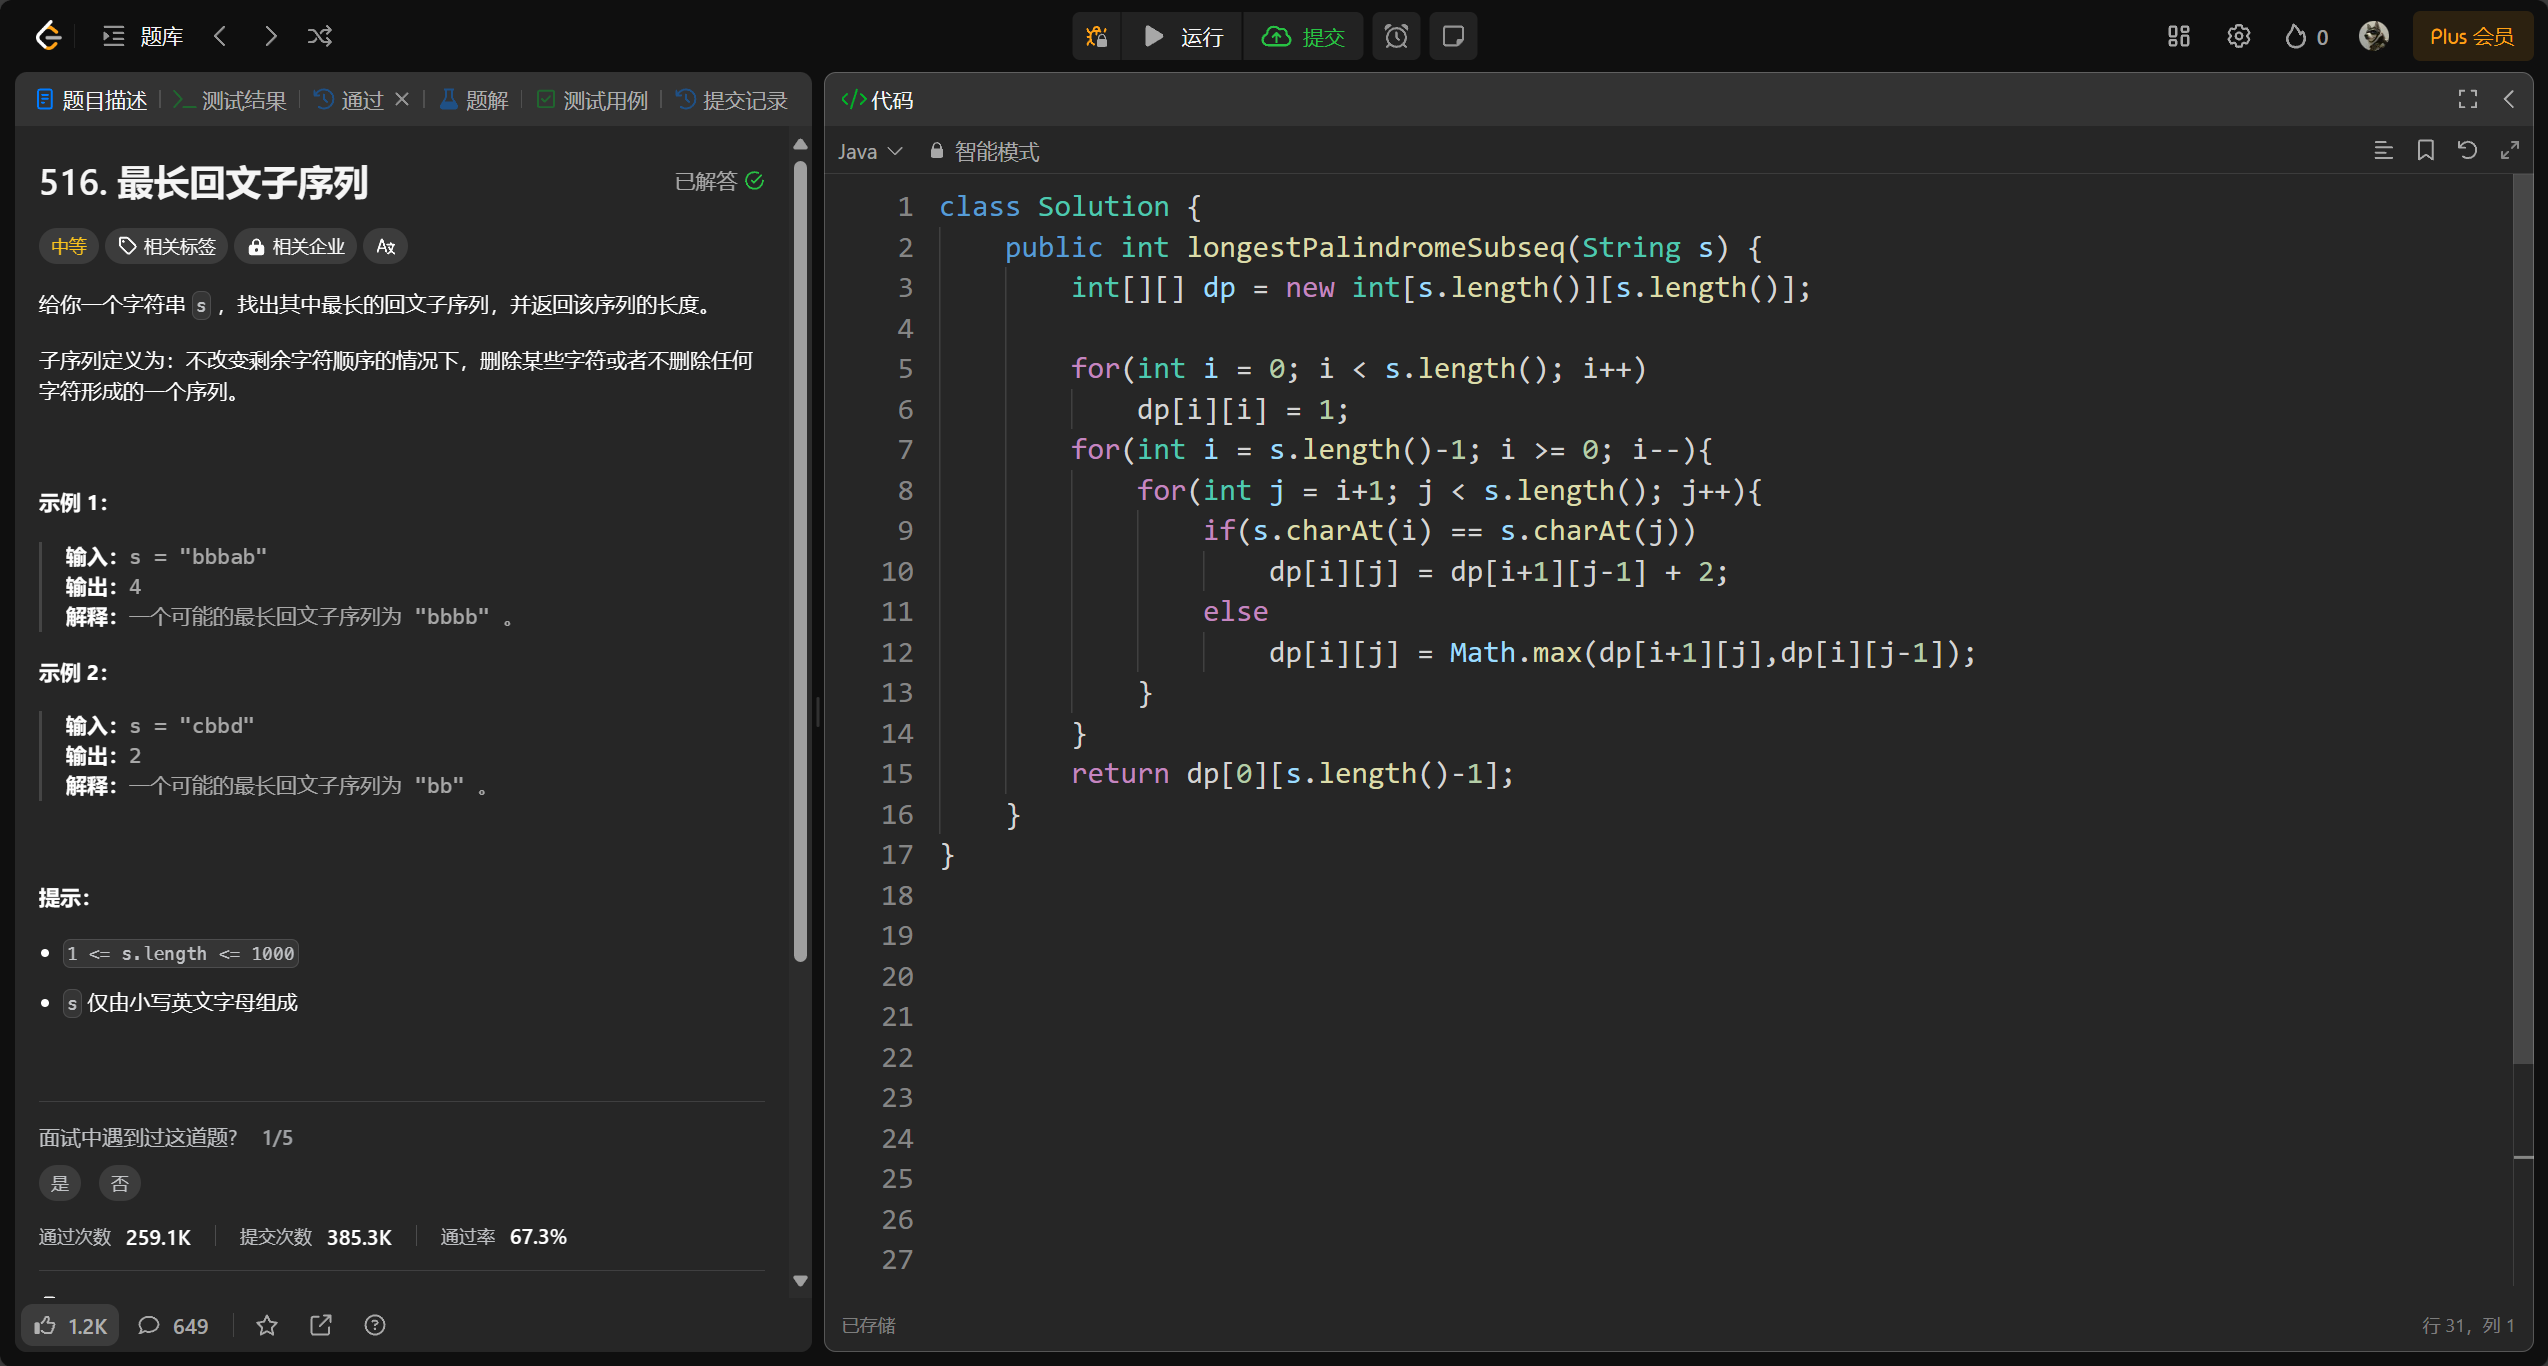 题库
运行
提交
0
Plus 会员
题目描述
测试结果
通过
题解
测试用例
提交记录
516. 最长回文子序列
已解答
中等
相关标签
相关企业
给你一个字符串 s ，找出其中最长的回文子序列，并返回该序列的长度。
子序列定义为：不改变剩余字符顺序的情况下，删除某些字符或者不删除任何
字符形成的一个序列。
示例 1：
输入：s = "bbbab"
输出：4
解释：一个可能的最长回文子序列为 "bbbb" 。
示例 2：
输入：s = "cbbd"
输出：2
解释：一个可能的最长回文子序列为 "bb" 。
提示：
1 <= s.length <= 1000
s 仅由小写英文字母组成
面试中遇到过这道题? 1/5
是
否
通过次数 259.1K
提交次数 385.3K
通过率 67.3%
1.2K
649
</>代码
Java
智能模式
1 class Solution {
2     public int longestPalindromeSubseq(String s) {
3         int[][] dp = new int[s.length()][s.length()];
4
5         for(int i = 0; i < s.length(); i++)
6             dp[i][i] = 1;
7         for(int i = s.length()-1; i >= 0; i--){
8             for(int j = i+1; j < s.length(); j++){
9                 if(s.charAt(i) == s.charAt(j))
10                     dp[i][j] = dp[i+1][j-1] + 2;
11                 else
12                     dp[i][j] = Math.max(dp[i+1][j],dp[i][j-1]);
13             }
14         }
15         return dp[0][s.length()-1];
16     }
17 }
18
19
20
21
22
23
24
25
26
27
已存储
行 31，列 1